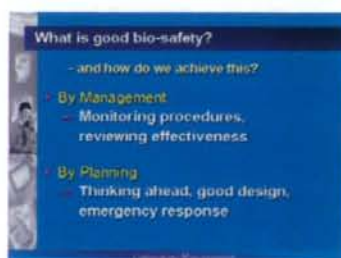 What is good bio-safety?
- and how do we achieve this?
By Management
Monitoring procedures,
reviewing effectiveness
By Planning
Thinking ahead, good design,
emergency response